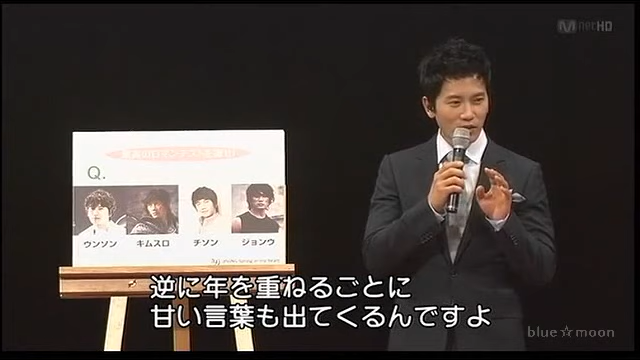 mnet HD
Q.
ウンソン キムスロ チソン ジョンウ
逆に年を重ねるごとに
甘い言葉も出てくるんですよ
blue☆moon